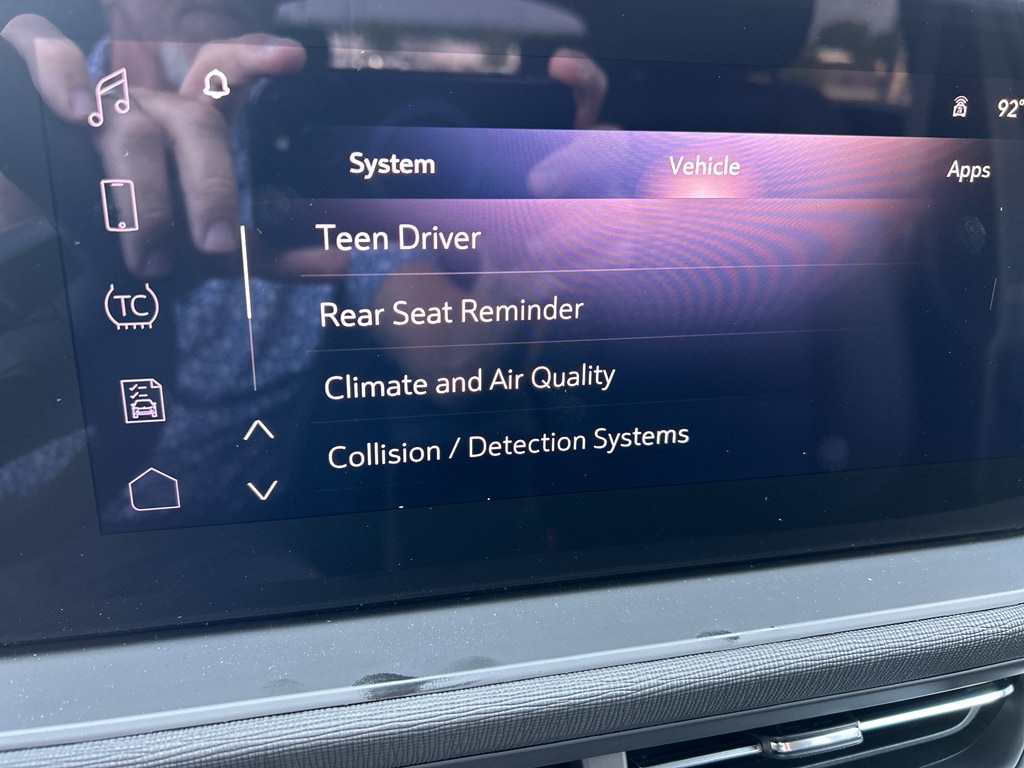 92°
System Vehicle Apps
Teen Driver
Rear Seat Reminder
TC
Climate and Air Quality
Collision / Detection Systems